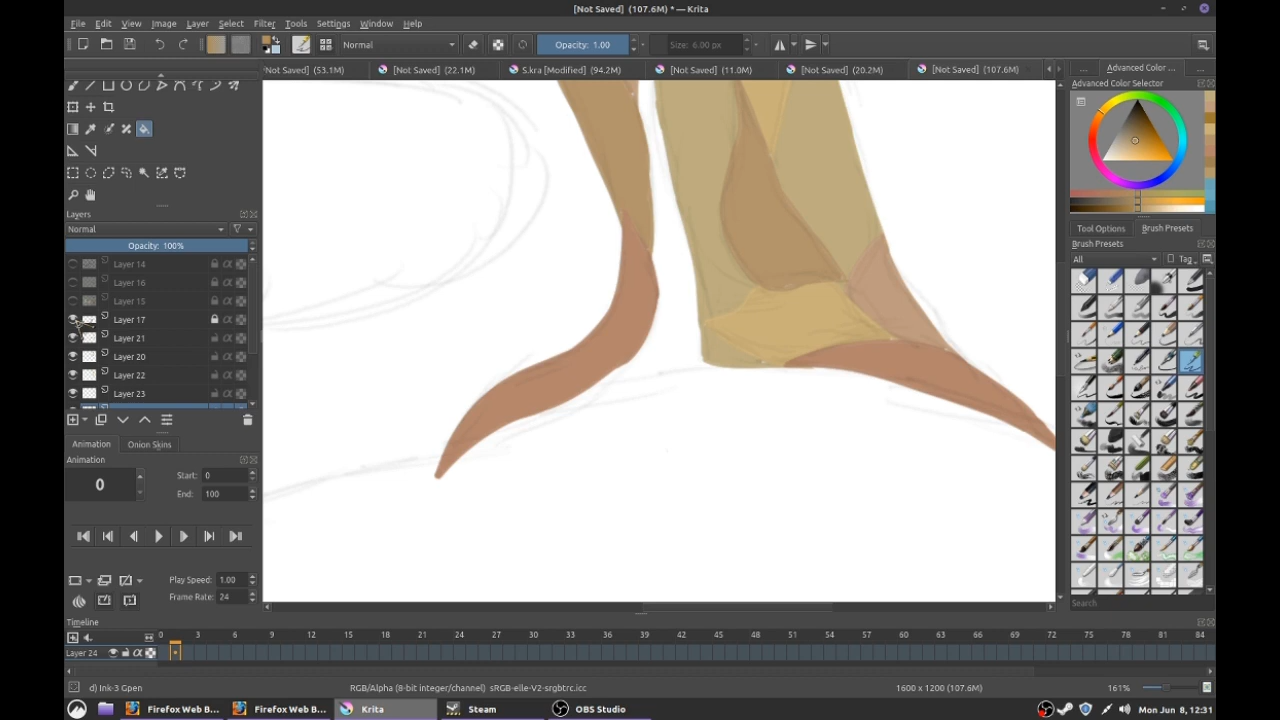 [Not Saved] (107.6M) * — Krita
File Edit View Image Layer Select Filter Tools Settings Window Help
Normal Opacity: 1.00 Size: 6.00 px
Not Saved] (53.1M) [Not Saved] (22.1M) S.kra [Modified] (94.2M) [Not Saved] (11.0M) [Not Saved] (20.2M) [Not Saved] (107.6M) ... Advanced Color ... ...
Advanced Color Selector
Layers
Normal
Opacity: 100%
Layer 14
Layer 16
Layer 15
Layer 17
Layer 21
Layer 20
Layer 22
Layer 23
Tool Options Brush Presets
Brush Presets
All Tag
Search
Animation Onion Skins
Animation
0
Start: 0
End: 100
Play Speed: 1.00
Frame Rate: 24
Timeline
0 3 6 9 12 15 18 21 24 27 30 33 36 39 42 45 48 51 54 57 60 63 66 69 72 75 78 81 84
Layer 24
d) Ink-3 Gpen RGB/Alpha (8-bit integer/channel) sRGB-elle-V2-srgbtrc.icc 1600 x 1200 (107.6M) 161%
Firefox Web B... Firefox Web B... Krita Steam OBS Studio Mon Jun 8, 12:31